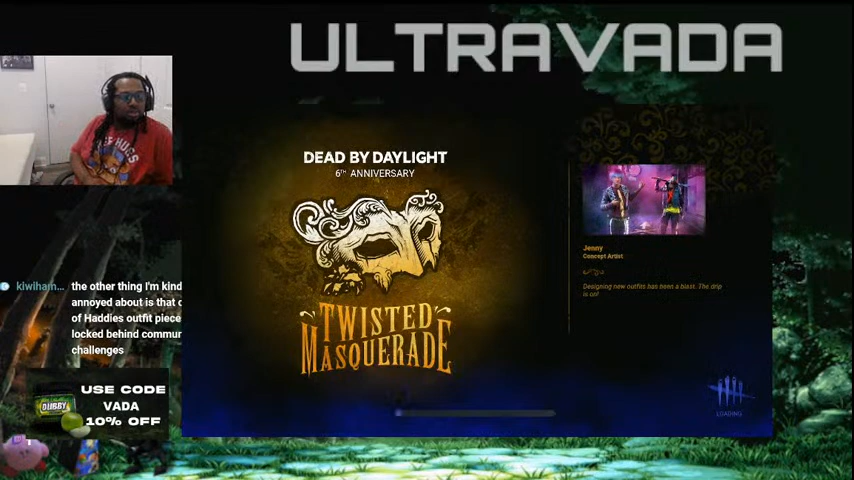 ULTRAVADA
DEAD BY DAYLIGHT
6TH ANNIVERSARY
TWISTED
MASQUERADE
Jenny
Concept Artist
Designing new outfits has been a blast. The drip
is on!
LOADING
kiwiham...
the other thing I'm kind
annoyed about is that
of Haddies outfit piece
locked behind commun
challenges
DUBBY
USE CODE
VADA
10% OFF